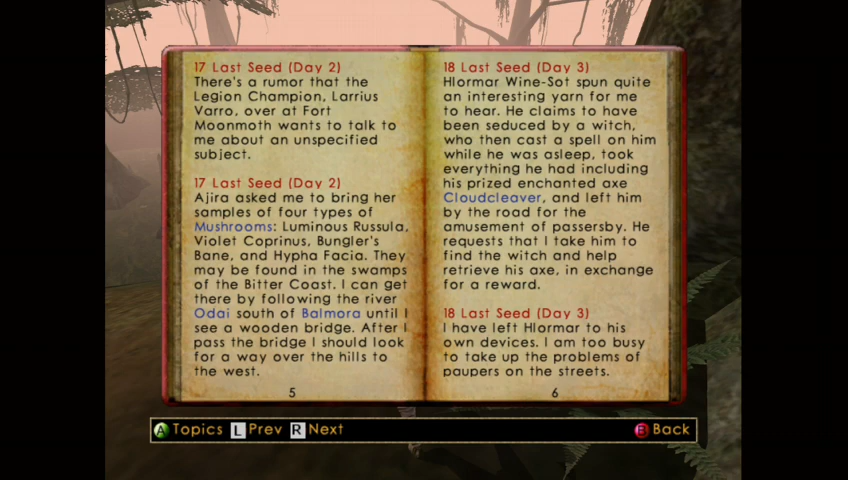 17 Last Seed (Day 2)
There's a rumor that the
Legion Champion, Larrius
Varro, over at Fort
Moonmoth wants to talk to
me about an unspecified
subject.
17 Last Seed (Day 2)
Ajira asked me to bring her
samples of four types of
Mushrooms: Luminous Russula,
Violet Coprinus, Bungler's
Bane, and Hypha Facia. They
may be found in the swamps
of the Bitter Coast. I can get
there by following the river
Odai south of Balmora until I
see a wooden bridge. After I
pass the bridge I should look
for a way over the hills to
the west.
5
18 Last Seed (Day 3)
Hlormar Wine-Sot spun quite
an interesting yarn for me
to hear. He claims to have
been seduced by a witch,
who then cast a spell on him
while he was asleep, took
everything he had including
his prized enchanted axe
Cloudcleaver, and left him
by the road for the
amusement of passersby. He
requests that I take him to
find the witch and help
retrieve his axe, in exchange
for a reward.
18 Last Seed (Day 3)
I have left Hlormar to his
own devices. I am too busy
to take up the problems of
paupers on the streets.
6
A Topics L Prev R Next B Back